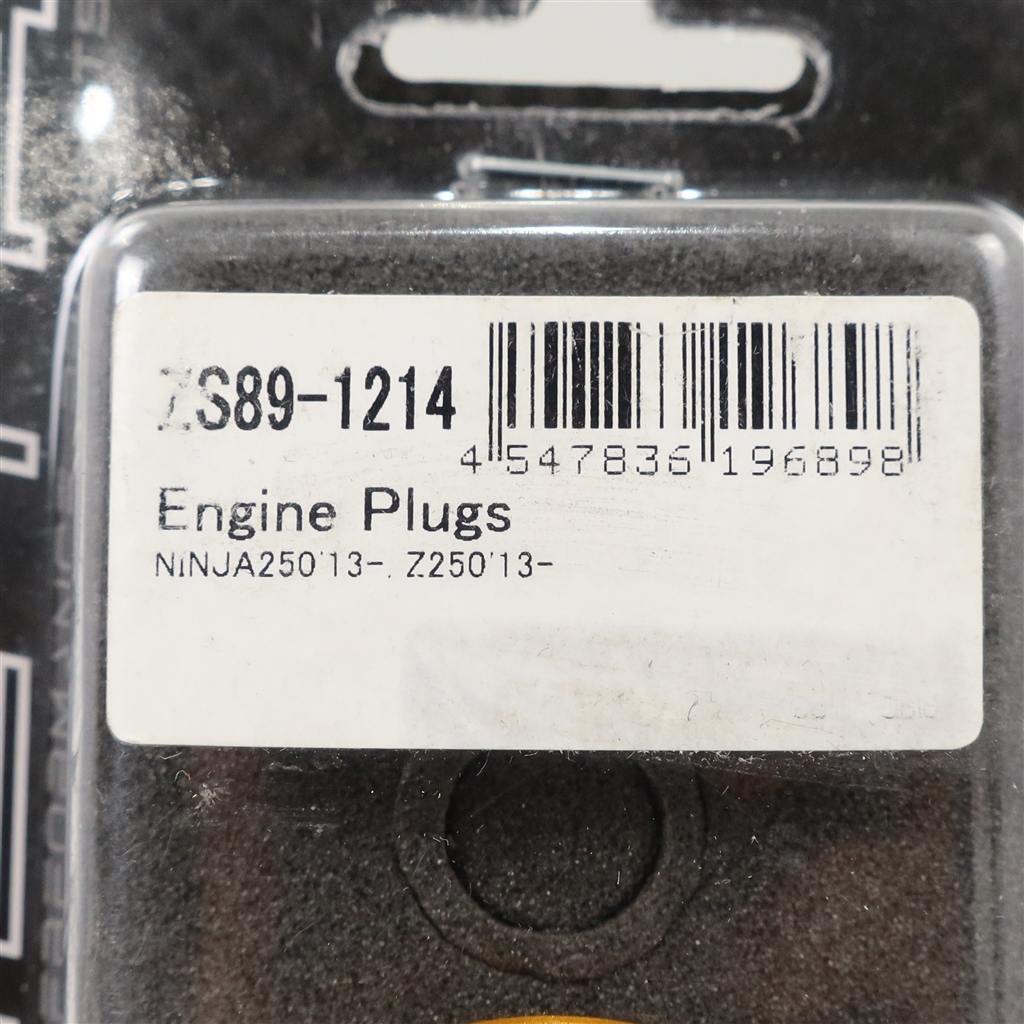 ZS89-1214
4 547836 196898
Engine Plugs
NINJA250'13-, Z250'13-